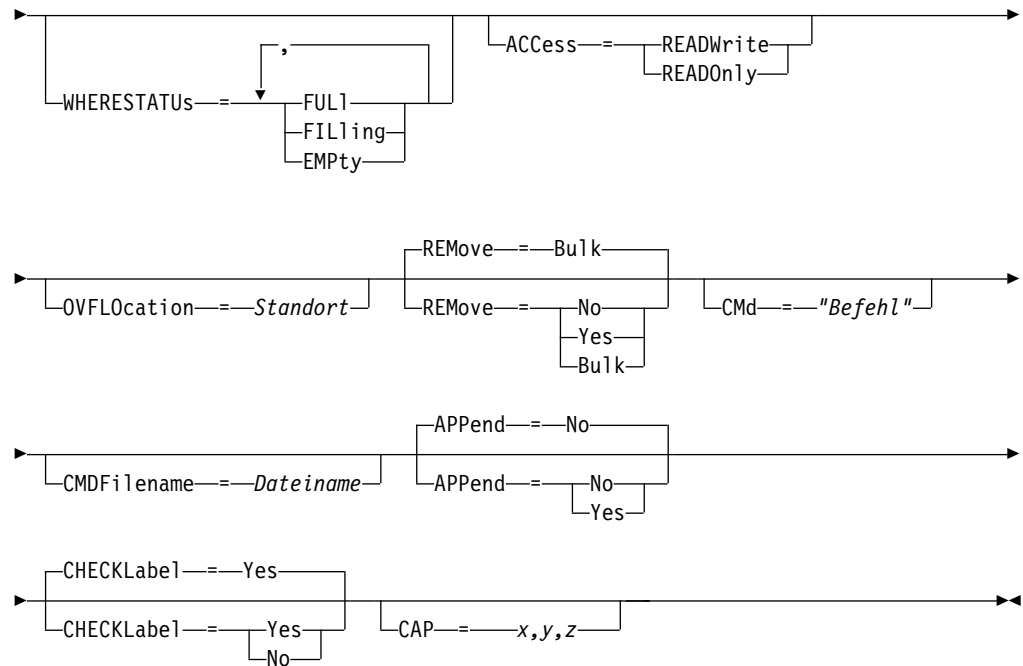 ACCess = READWrite
READOnly
,
WHERESTATUs = FULl
FILling
EMPty
REMove = Bulk
OVFLOcation = Standort
REMove = No
Yes
Bulk
CMd = "Befehl"
APPend = No
CMDFilename = Dateiname
APPend = No
Yes
CHECKLabel = Yes
CHECKLabel = Yes
No
CAP = x,y,z